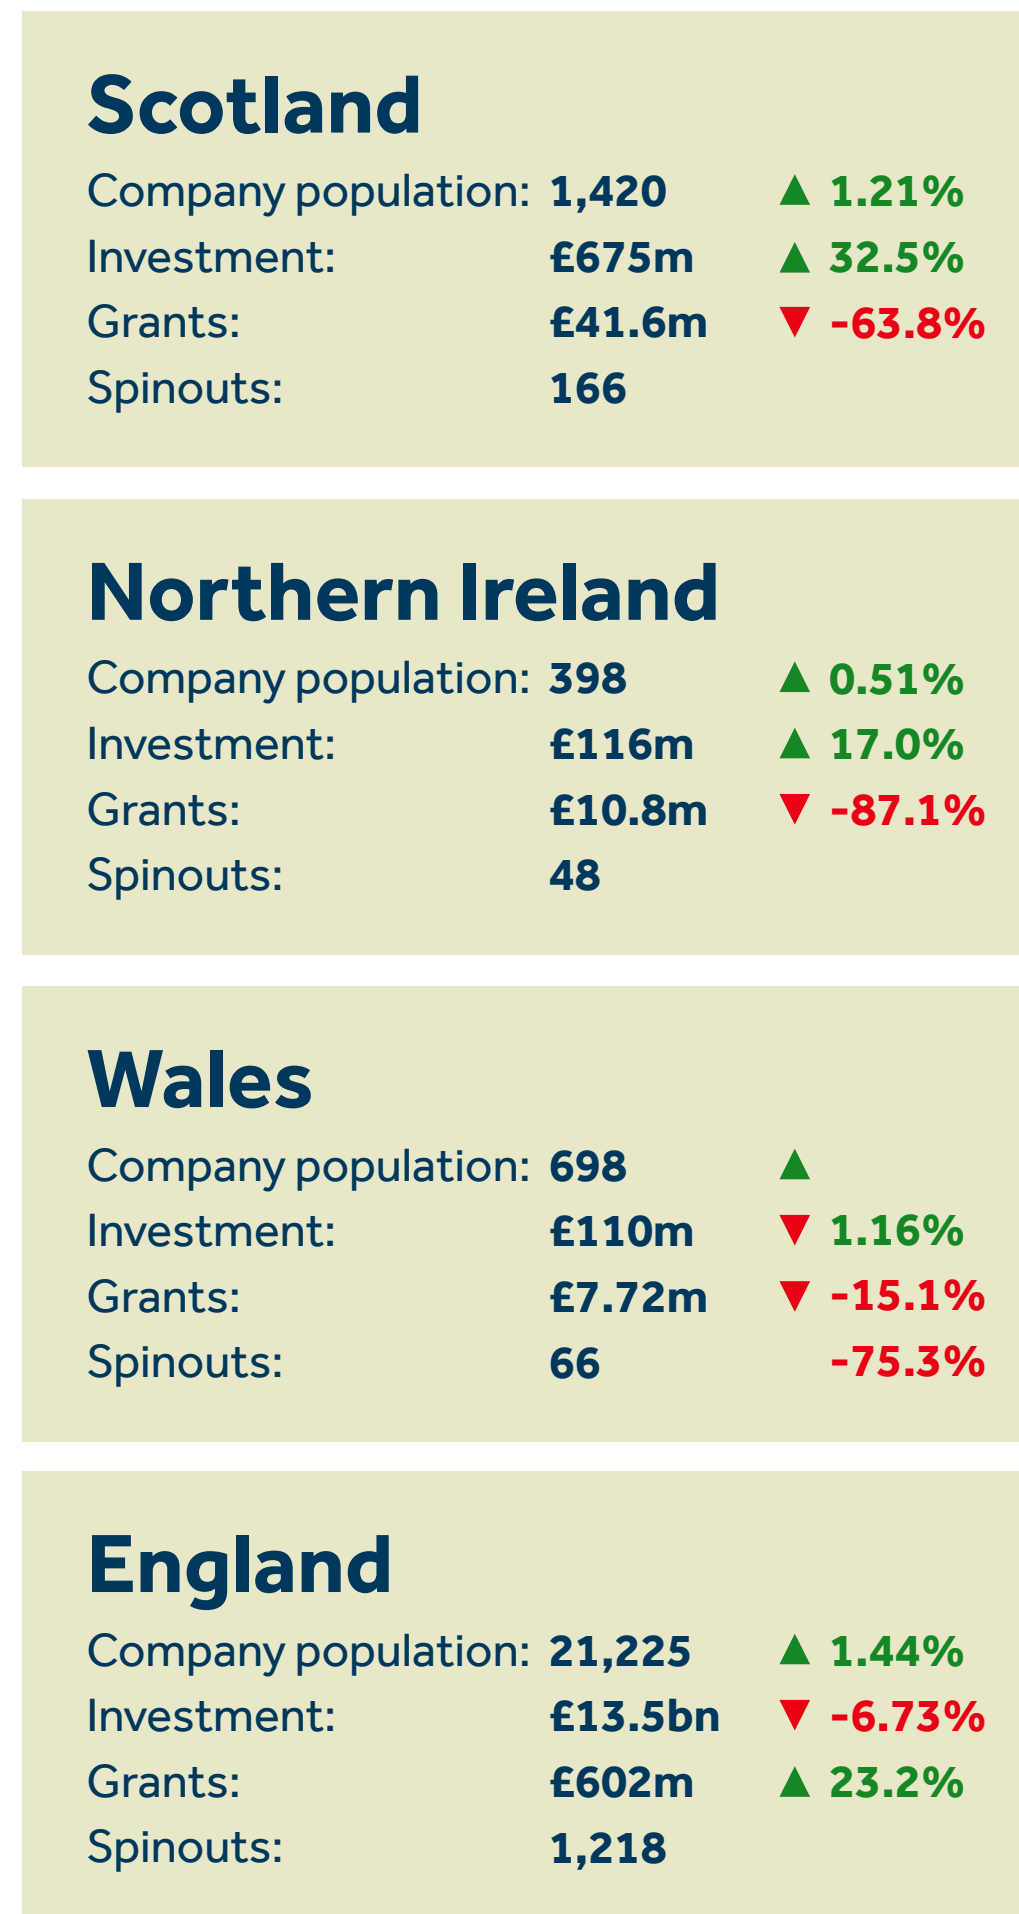 Scotland
Company population: 1,420 ▲ 1.21%
Investment: £675m ▲ 32.5%
Grants: £41.6m ▼ -63.8%
Spinouts: 166
Northern Ireland
Company population: 398 ▲ 0.51%
Investment: £116m ▲ 17.0%
Grants: £10.8m ▼ -87.1%
Spinouts: 48
Wales
Company population: 698 ▲
Investment: £110m ▼ 1.16%
Grants: £7.72m ▼ -15.1%
Spinouts: 66 -75.3%
England
Company population: 21,225 ▲ 1.44%
Investment: £13.5bn ▼ -6.73%
Grants: £602m ▲ 23.2%
Spinouts: 1,218